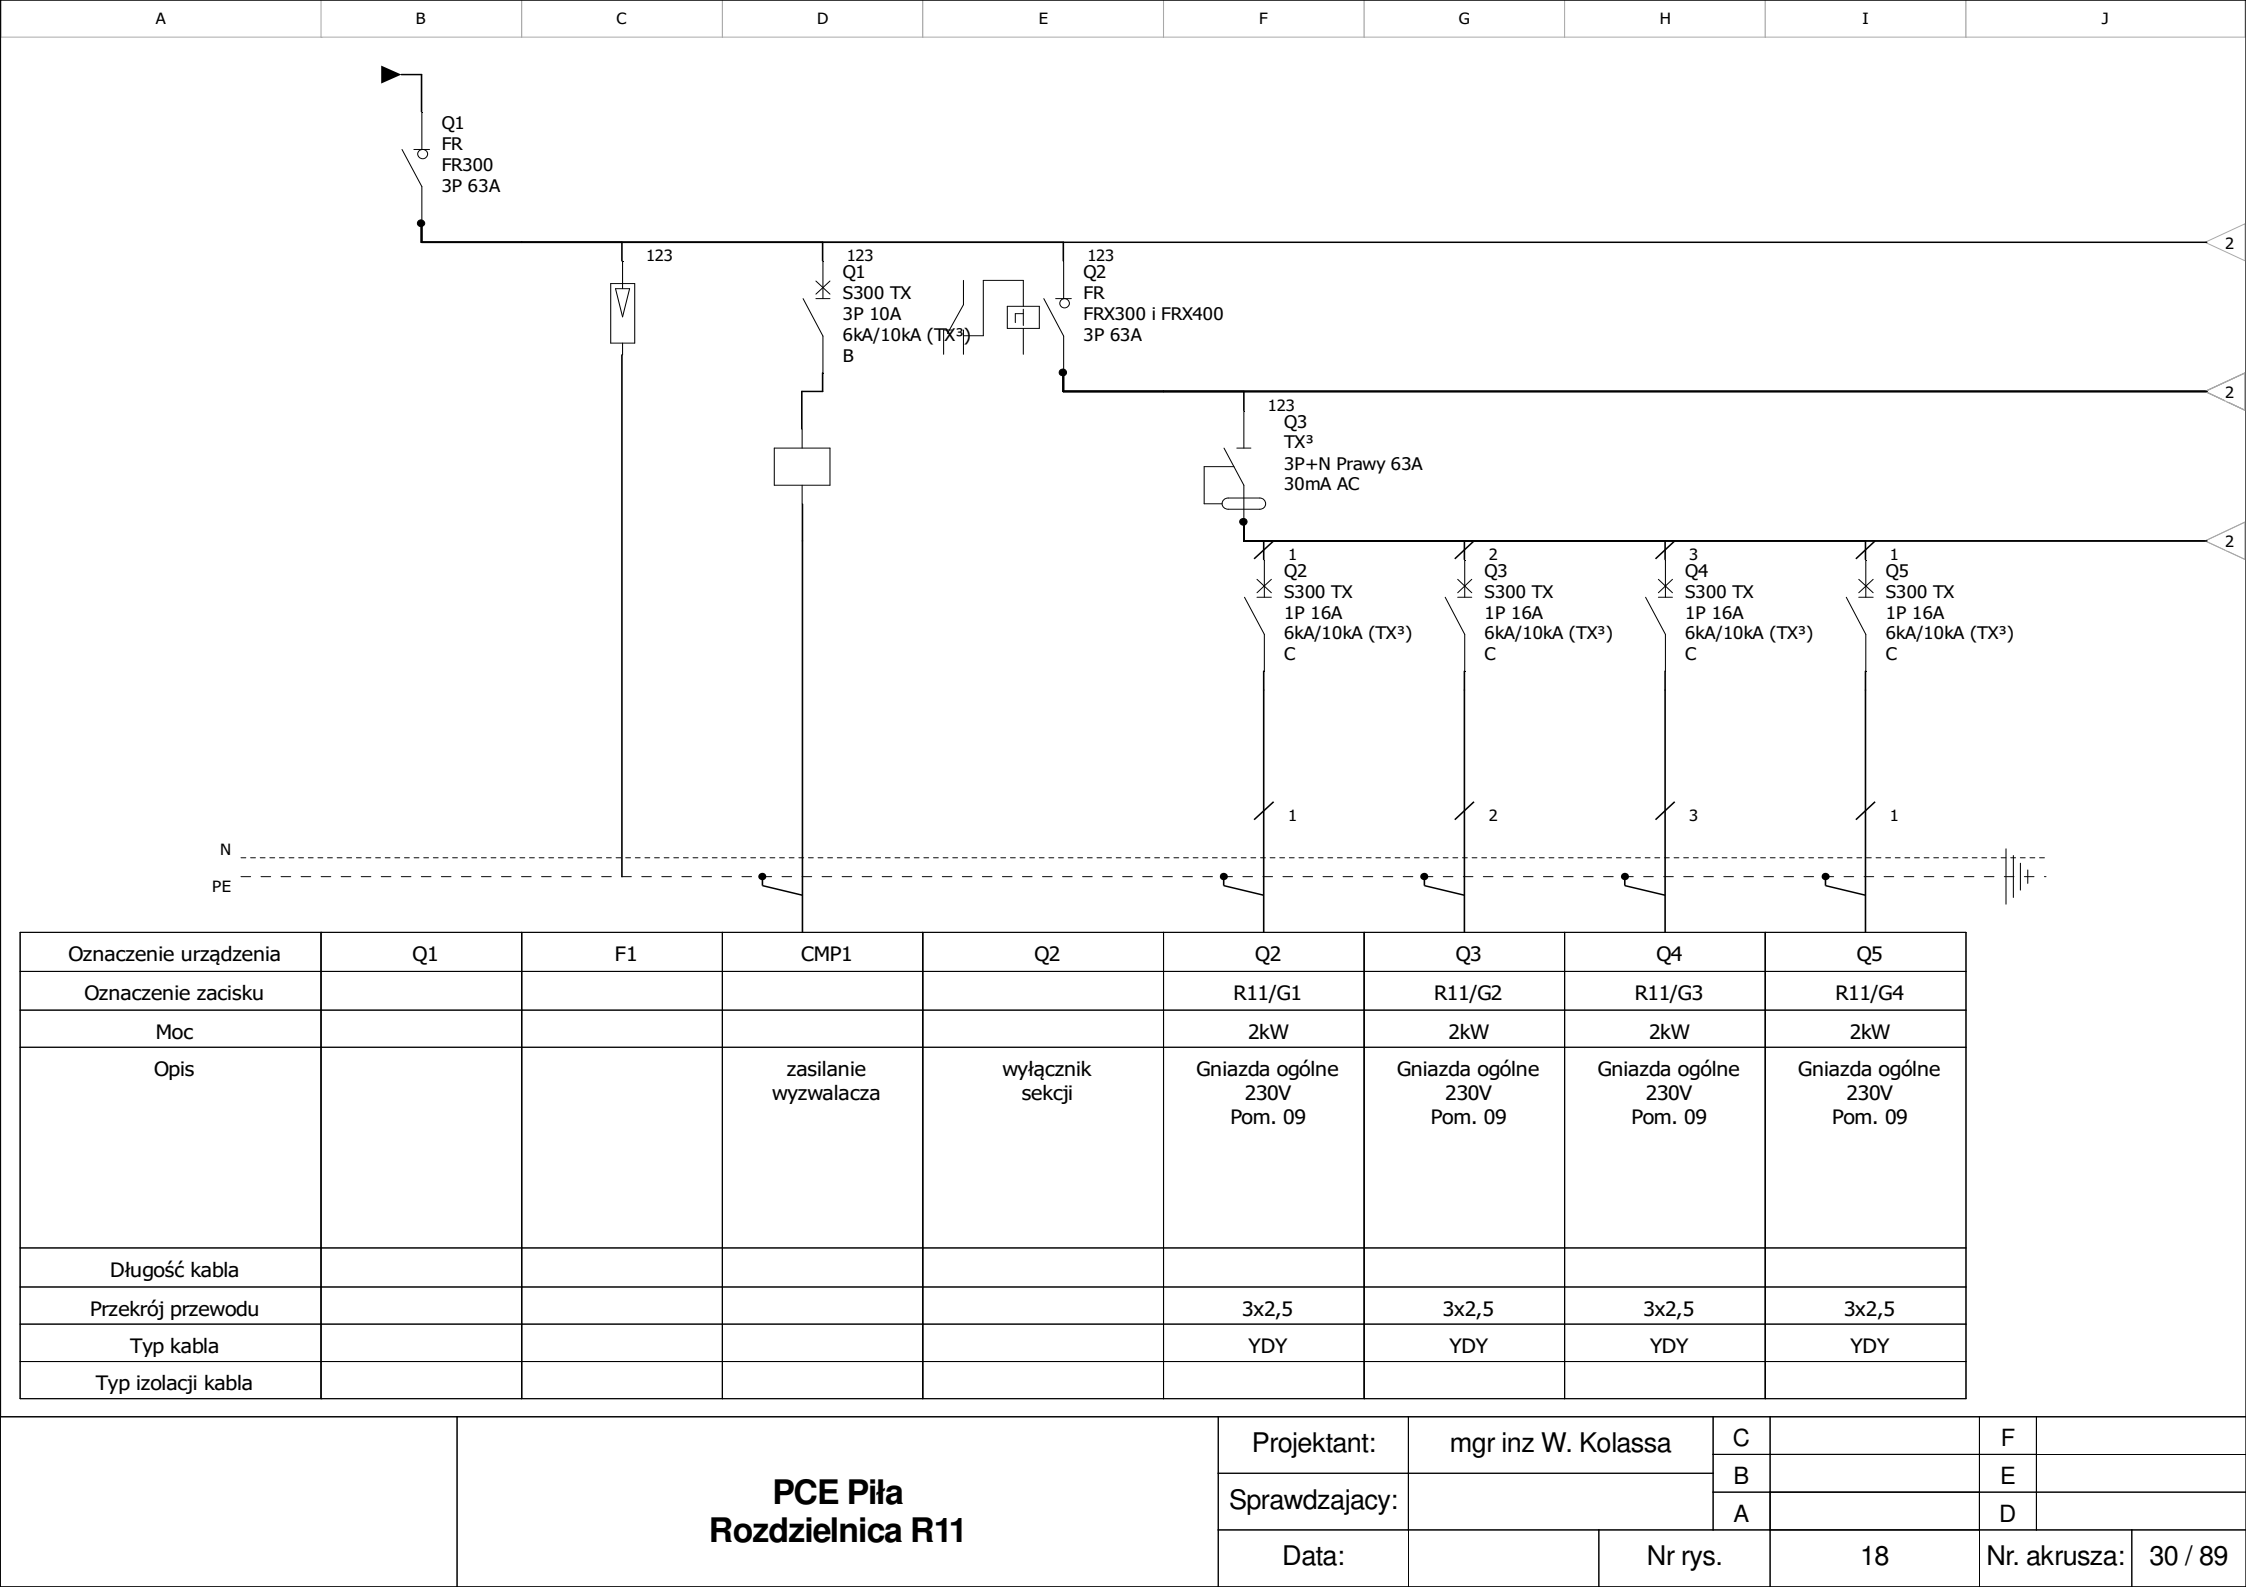 A B C D E F G H I J
Q1
FR
FR300
3P 63A
2
123
123
Q1
S300 TX
3P 10A
6kA/10kA (TX³)
B
123
Q2
FR
FRX300 i FRX400
3P 63A
2
123
Q3
TX³
3P+N Prawy 63A
30mA AC
2
1
Q2
S300 TX
1P 16A
6kA/10kA (TX³)
C
2
Q3
S300 TX
1P 16A
6kA/10kA (TX³)
C
3
Q4
S300 TX
1P 16A
6kA/10kA (TX³)
C
1
Q5
S300 TX
1P 16A
6kA/10kA (TX³)
C
1 2 3 1
N
PE
Oznaczenie urządzenia Q1 F1 CMP1 Q2 Q2 Q3 Q4 Q5
Oznaczenie zacisku R11/G1 R11/G2 R11/G3 R11/G4
Moc 2kW 2kW 2kW 2kW
Opis zasilanie wyłącznik Gniazda ogólne Gniazda ogólne Gniazda ogólne Gniazda ogólne
wyzwalacza sekcji 230V 230V 230V 230V
Pom. 09 Pom. 09 Pom. 09 Pom. 09
Długość kabla
Przekrój przewodu 3x2,5 3x2,5 3x2,5 3x2,5
Typ kabla YDY YDY YDY YDY
Typ izolacji kabla
PCE Piła
Rozdzielnica R11
Projektant: mgr inz W. Kolassa C F
B E
Sprawdzajacy:
A D
Data: Nr rys. 18 Nr. akrusza: 30 / 89